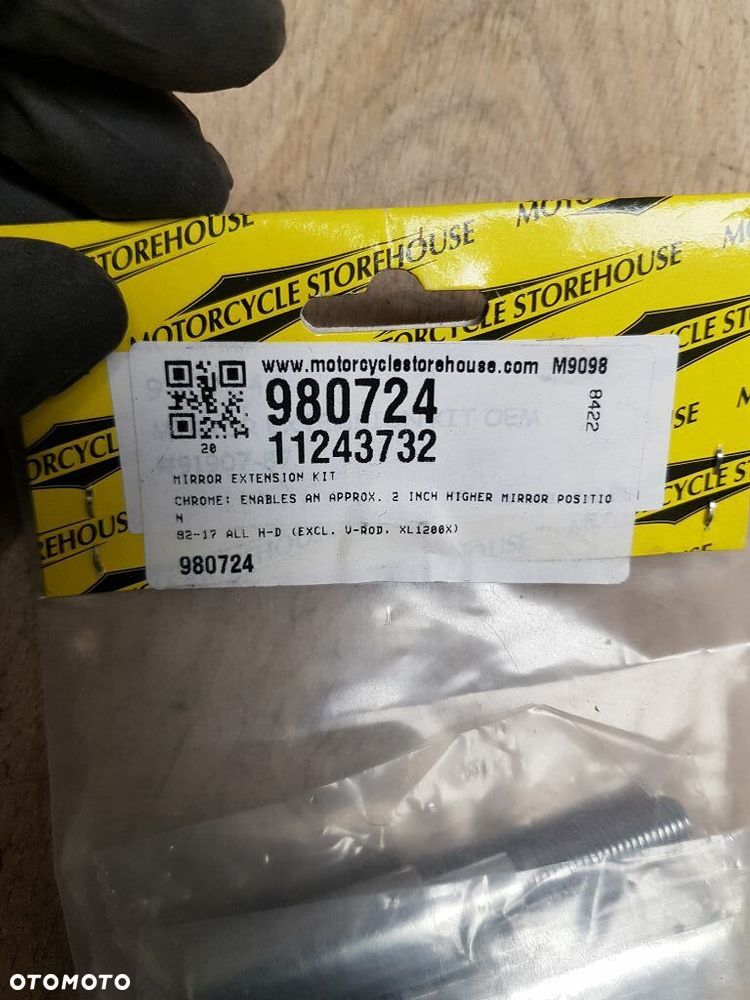 MOTORCYCLE STOREHOUSE
www.motorcyclestorehouse.com M9098
980724
8422
11243732
20
MIRROR EXTENSION KIT
CHROME; ENABLES AN APPROX. 2 INCH HIGHER MIRROR POSITIO
N
82-17 ALL H-D (EXCL. V-ROD, XL1200X)
980724
OTOMOTO